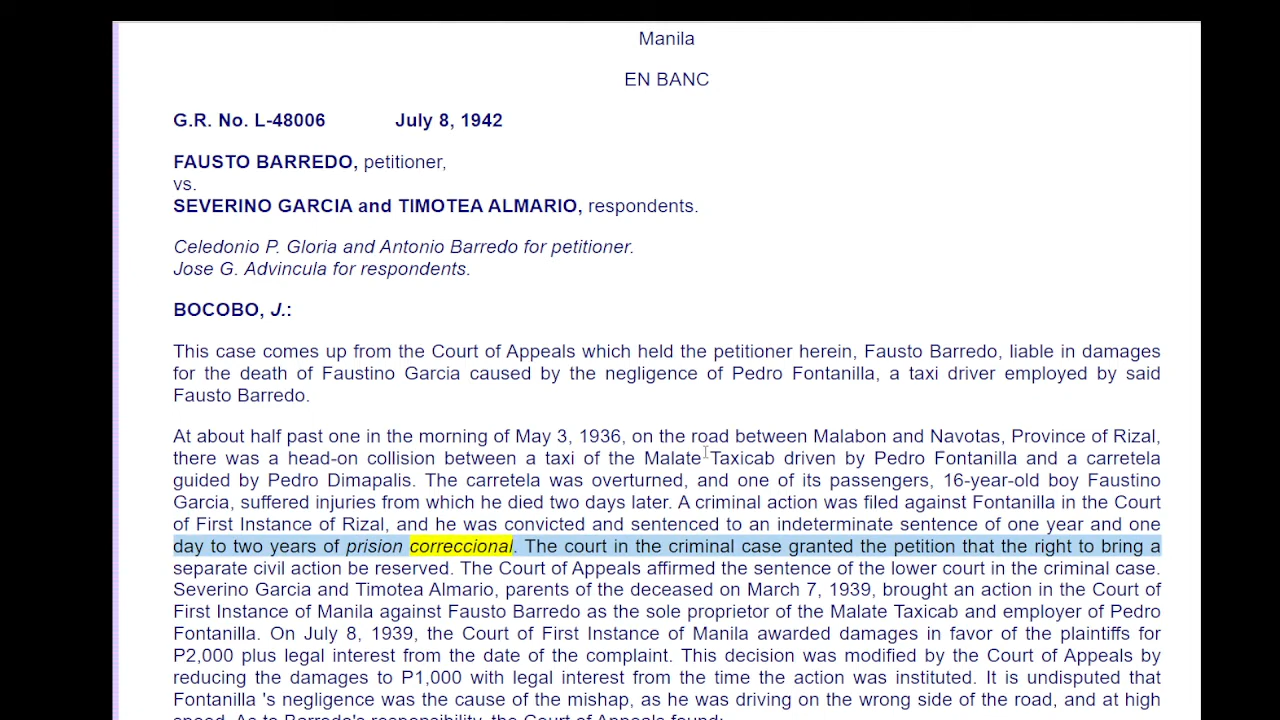 Manila
EN BANC
G.R. No. L-48006 July 8, 1942
FAUSTO BARREDO, petitioner,
vs.
SEVERINO GARCIA and TIMOTEA ALMARIO, respondents.
Celedonio P. Gloria and Antonio Barredo for petitioner.
Jose G. Advincula for respondents.
BOCOBO, J.:
This case comes up from the Court of Appeals which held the petitioner herein, Fausto Barredo, liable in damages
for the death of Faustino Garcia caused by the negligence of Pedro Fontanilla, a taxi driver employed by said
Fausto Barredo.
At about half past one in the morning of May 3, 1936, on the road between Malabon and Navotas, Province of Rizal,
there was a head-on collision between a taxi of the Malate Taxicab driven by Pedro Fontanilla and a carretela
guided by Pedro Dimapalis. The carretela was overturned, and one of its passengers, 16-year-old boy Faustino
Garcia, suffered injuries from which he died two days later. A criminal action was filed against Fontanilla in the Court
of First Instance of Rizal, and he was convicted and sentenced to an indeterminate sentence of one year and one
day to two years of prision correccional. The court in the criminal case granted the petition that the right to bring a
separate civil action be reserved. The Court of Appeals affirmed the sentence of the lower court in the criminal case.
Severino Garcia and Timotea Almario, parents of the deceased on March 7, 1939, brought an action in the Court of
First Instance of Manila against Fausto Barredo as the sole proprietor of the Malate Taxicab and employer of Pedro
Fontanilla. On July 8, 1939, the Court of First Instance of Manila awarded damages in favor of the plaintiffs for
P2,000 plus legal interest from the date of the complaint. This decision was modified by the Court of Appeals by
reducing the damages to P1,000 with legal interest from the time the action was instituted. It is undisputed that
Fontanilla 's negligence was the cause of the mishap, as he was driving on the wrong side of the road, and at high
speed. As to Barredo's responsibility, the Court of Appeals found: